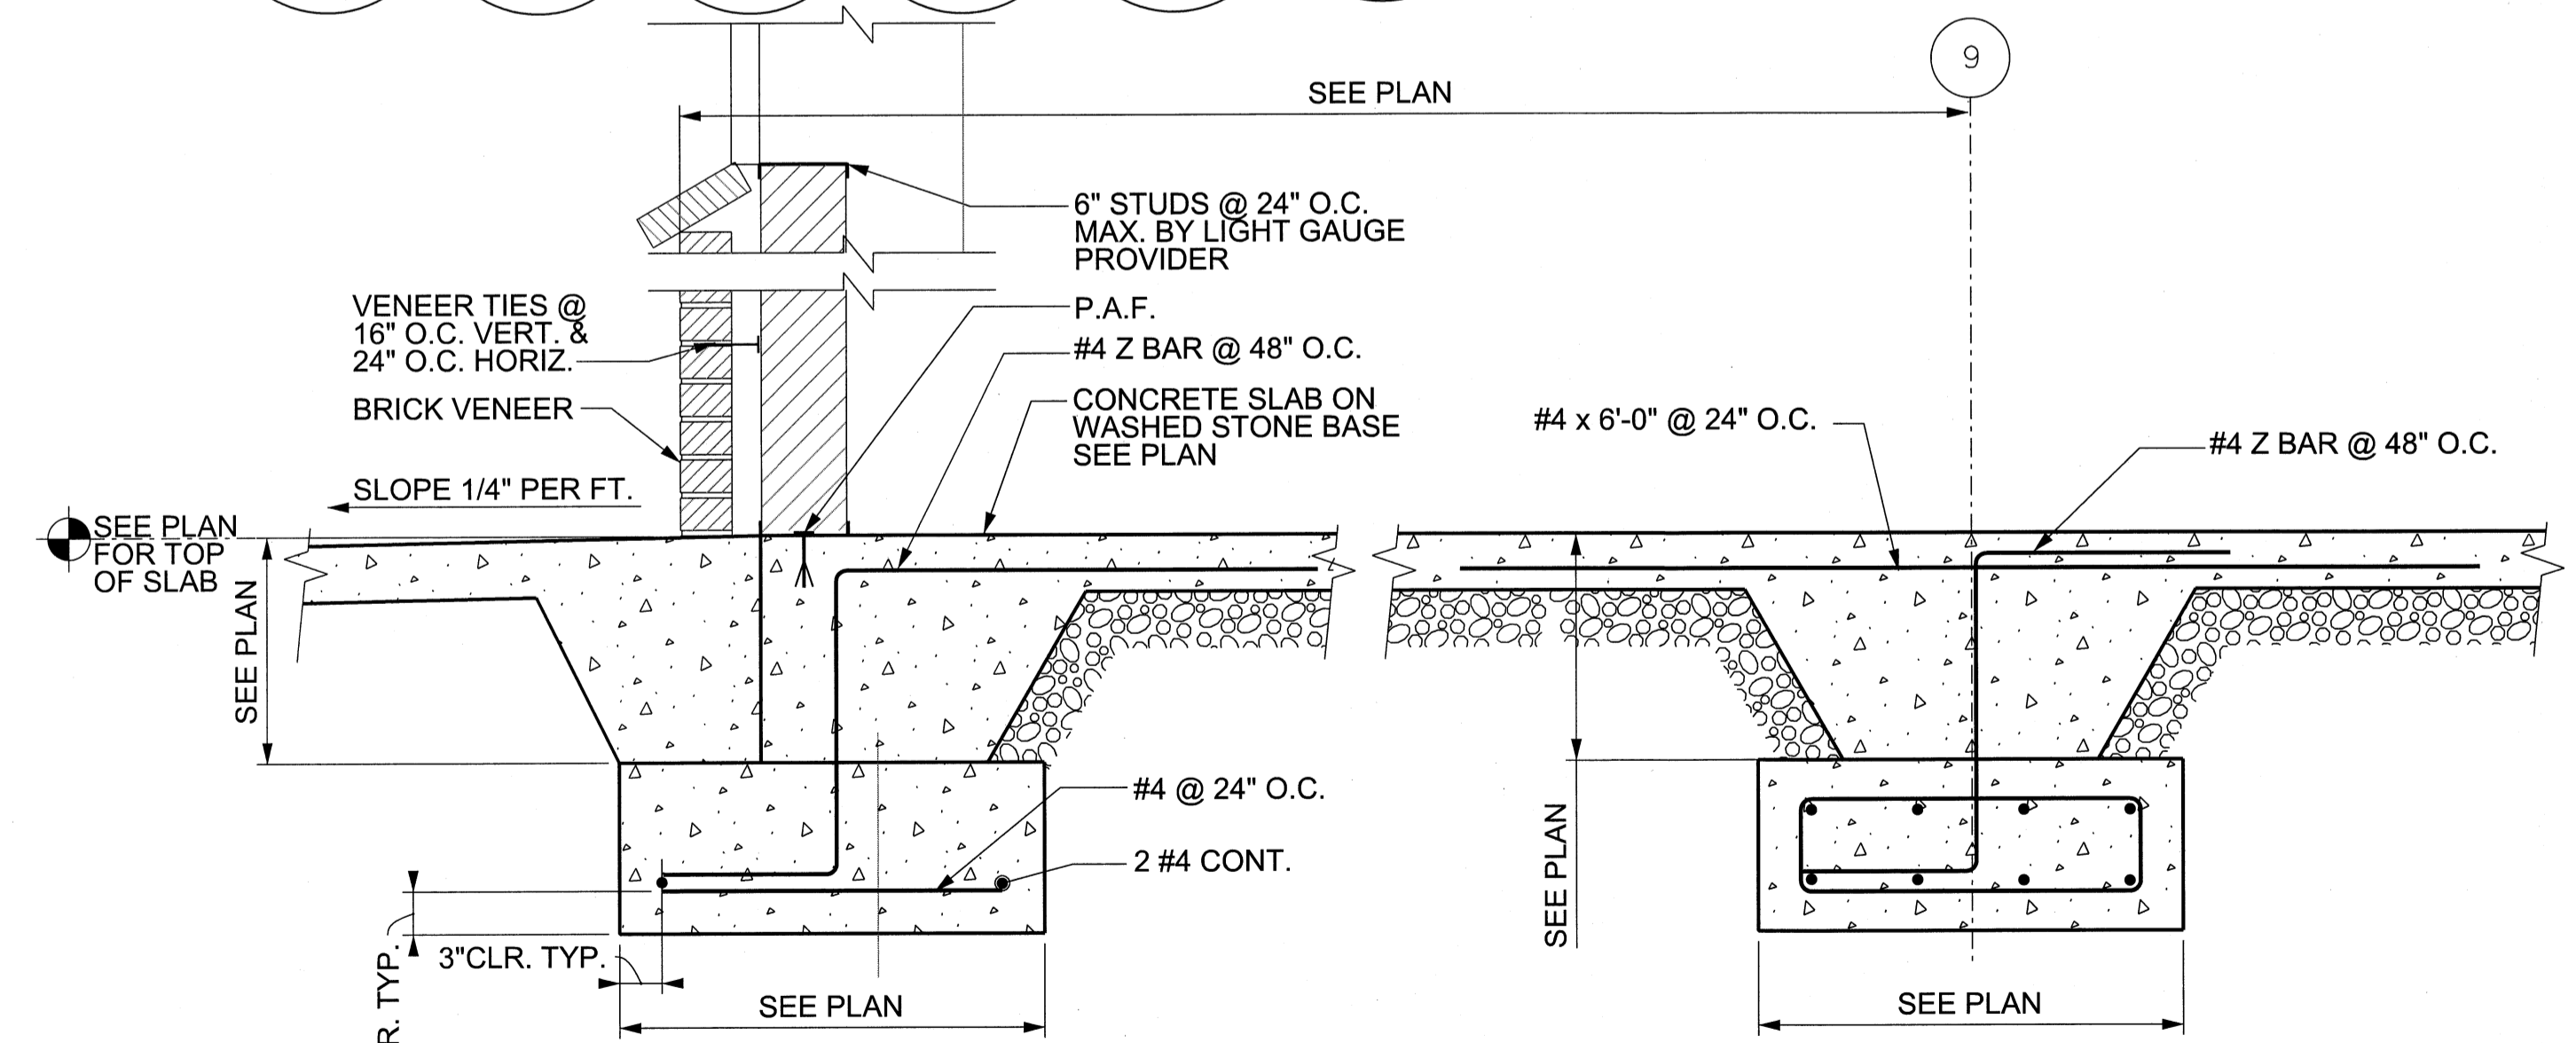 9
SEE PLAN
6" STUDS @ 24" O.C.
MAX. BY LIGHT GAUGE
PROVIDER
VENEER TIES @
16" O.C. VERT. &
24" O.C. HORIZ.
P.A.F.
#4 Z BAR @ 48" O.C.
BRICK VENEER
CONCRETE SLAB ON
WASHED STONE BASE
SEE PLAN
#4 x 6'-0" @ 24" O.C.
#4 Z BAR @ 48" O.C.
SLOPE 1/4" PER FT.
SEE PLAN
FOR TOP
OF SLAB
SEE PLAN
#4 @ 24" O.C.
2 #4 CONT.
SEE PLAN
R. TYP.
3"CLR. TYP.
SEE PLAN
SEE PLAN